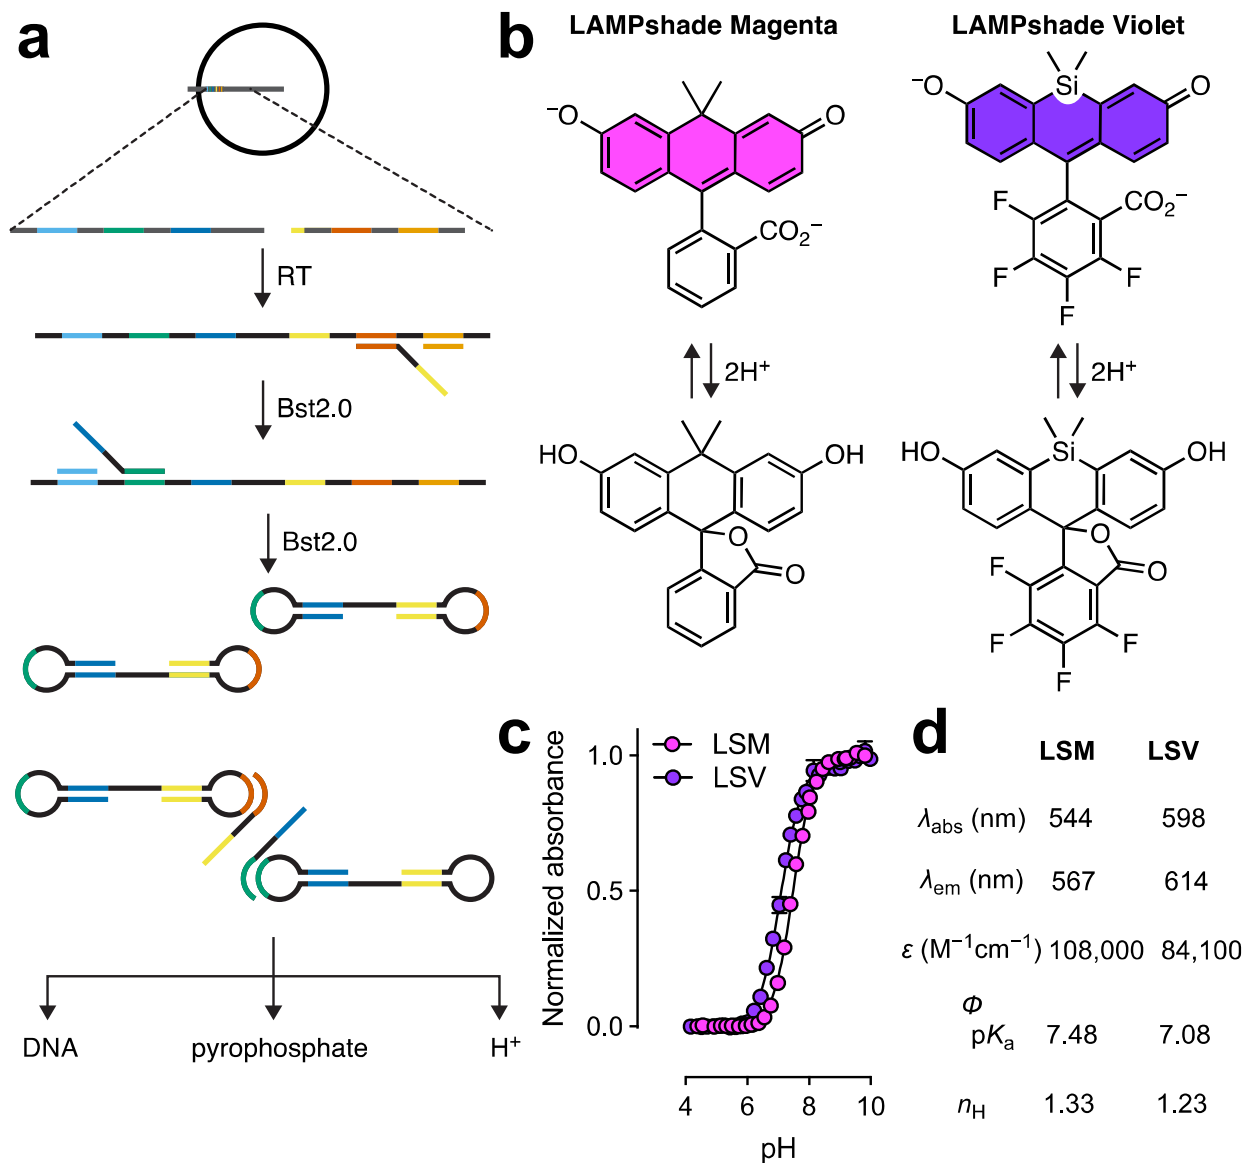 a
RT
Bst2.0
Bst2.0
DNA pyrophosphate H⁺
b
LAMPshade Magenta LAMPshade Violet
⁻O O
CO₂⁻
2H⁺
HO OH
O
O
⁻O Si O
F CO₂⁻
F F
F
2H⁺
Si
HO OH
O
F O
F F
F
c
LSM
LSV
Normalized absorbance
1.0
0.5
0.0
4 6 8 10
pH
d
LSM LSV
λabs (nm) 544 598
λem (nm) 567 614
ε (M⁻¹cm⁻¹) 108,000 84,100
Φ
pKa 7.48 7.08
nH 1.33 1.23